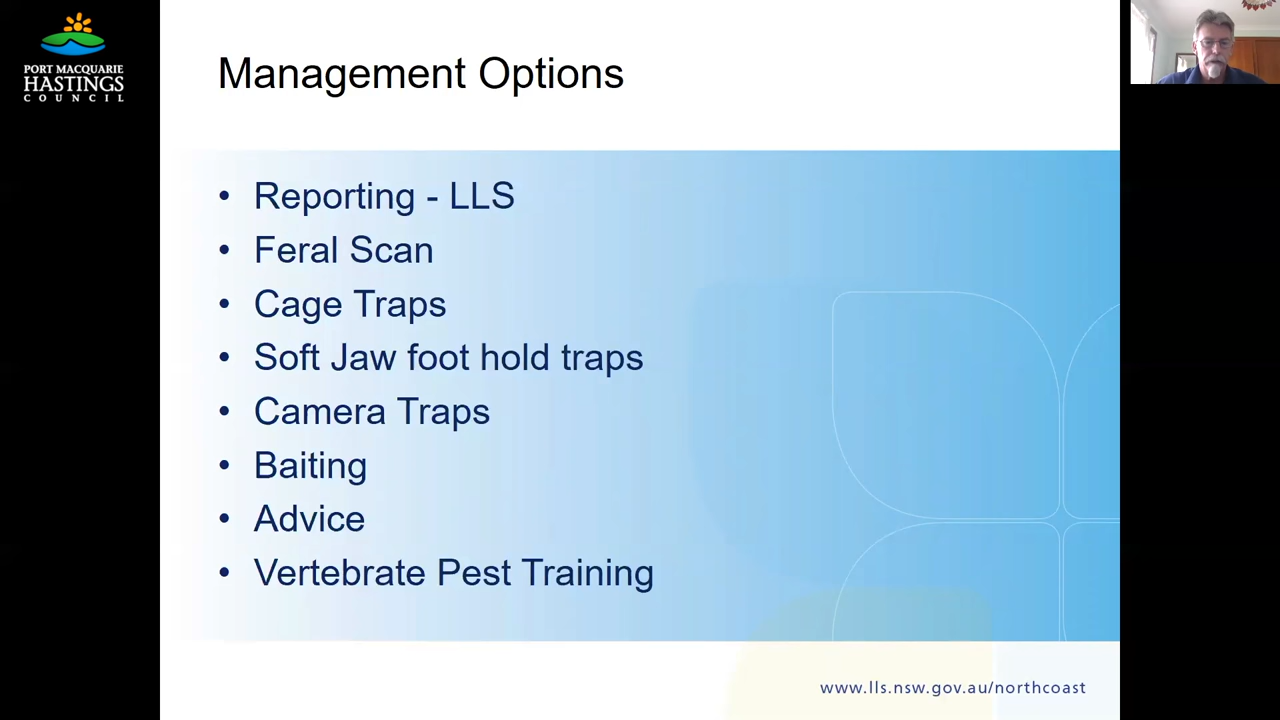 PORT MACQUARIE
HASTINGS
COUNCIL
Management Options
• Reporting - LLS
• Feral Scan
• Cage Traps
• Soft Jaw foot hold traps
• Camera Traps
• Baiting
• Advice
• Vertebrate Pest Training
www.lls.nsw.gov.au/northcoast